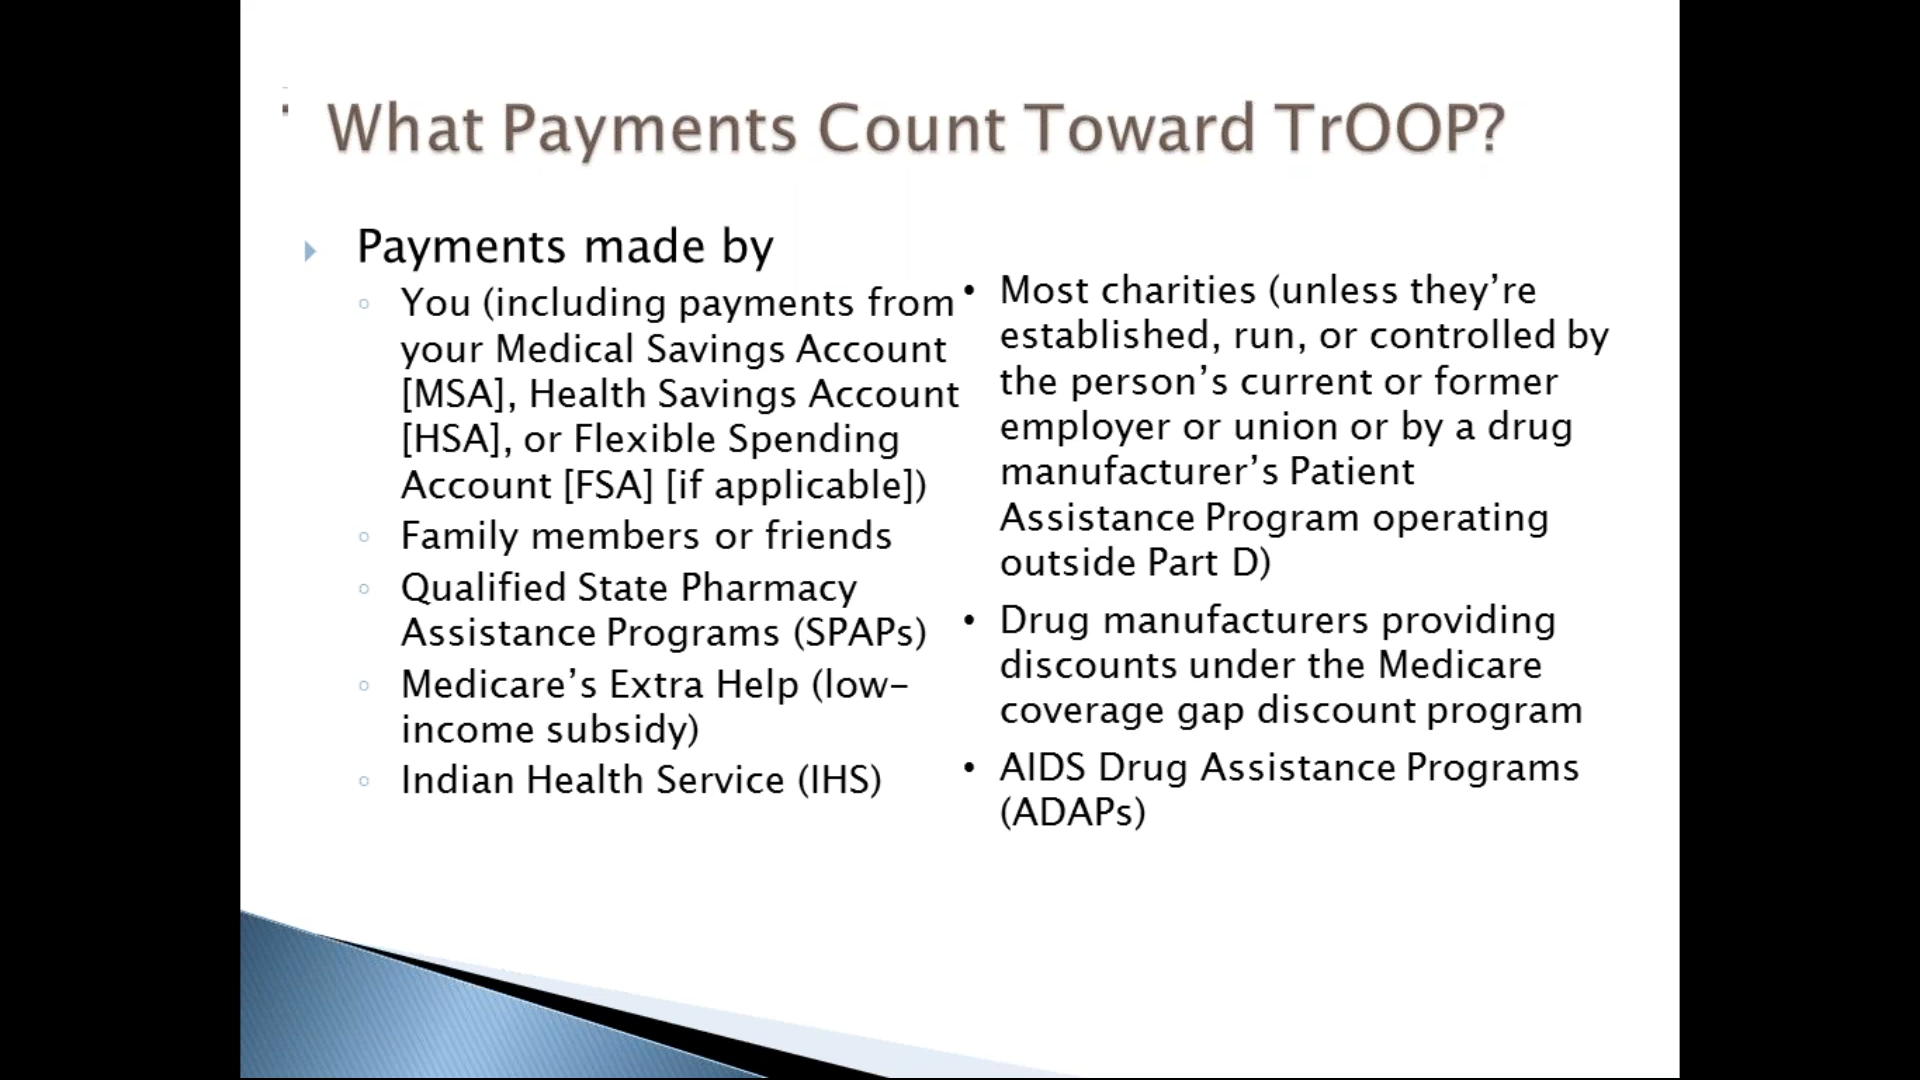 What Payments Count Toward TrOOP?
Payments made by
You (including payments from
your Medical Savings Account
[MSA], Health Savings Account
[HSA], or Flexible Spending
Account [FSA] [if applicable])
Family members or friends
Qualified State Pharmacy
Assistance Programs (SPAPs)
Medicare’s Extra Help (low-
income subsidy)
Indian Health Service (IHS)
• Most charities (unless they’re
established, run, or controlled by
the person’s current or former
employer or union or by a drug
manufacturer’s Patient
Assistance Program operating
outside Part D)
• Drug manufacturers providing
discounts under the Medicare
coverage gap discount program
• AIDS Drug Assistance Programs
(ADAPs)